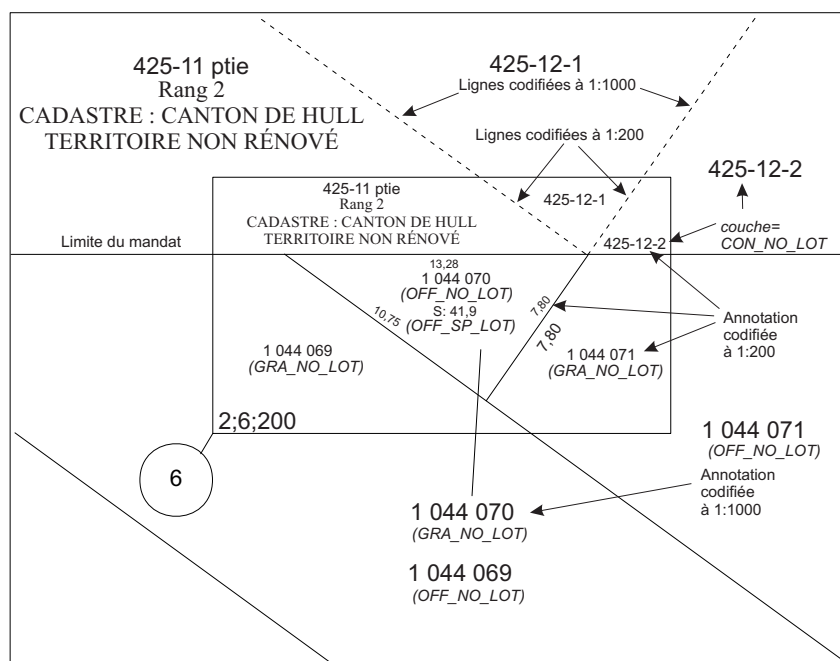 425-11 ptie
Rang 2
CADASTRE : CANTON DE HULL
TERRITOIRE NON RÉNOVÉ
425-12-1
Lignes codifiées à 1:1000
Lignes codifiées à 1:200
425-12-2
couche=
CON_NO_LOT
425-11 ptie
Rang 2
CADASTRE : CANTON DE HULL
TERRITOIRE NON RÉNOVÉ
425-12-1
425-12-2
Limite du mandat
13,28
1 044 070
(OFF_NO_LOT)
S: 41,9
(OFF_SP_LOT)
10,75
7,80
7,80
1 044 069
(GRA_NO_LOT)
1 044 071
(GRA_NO_LOT)
Annotation
codifiée
à 1:200
2;6;200
6
1 044 071
(OFF_NO_LOT)
Annotation
codifiée
à 1:1000
1 044 070
(GRA_NO_LOT)
1 044 069
(OFF_NO_LOT)